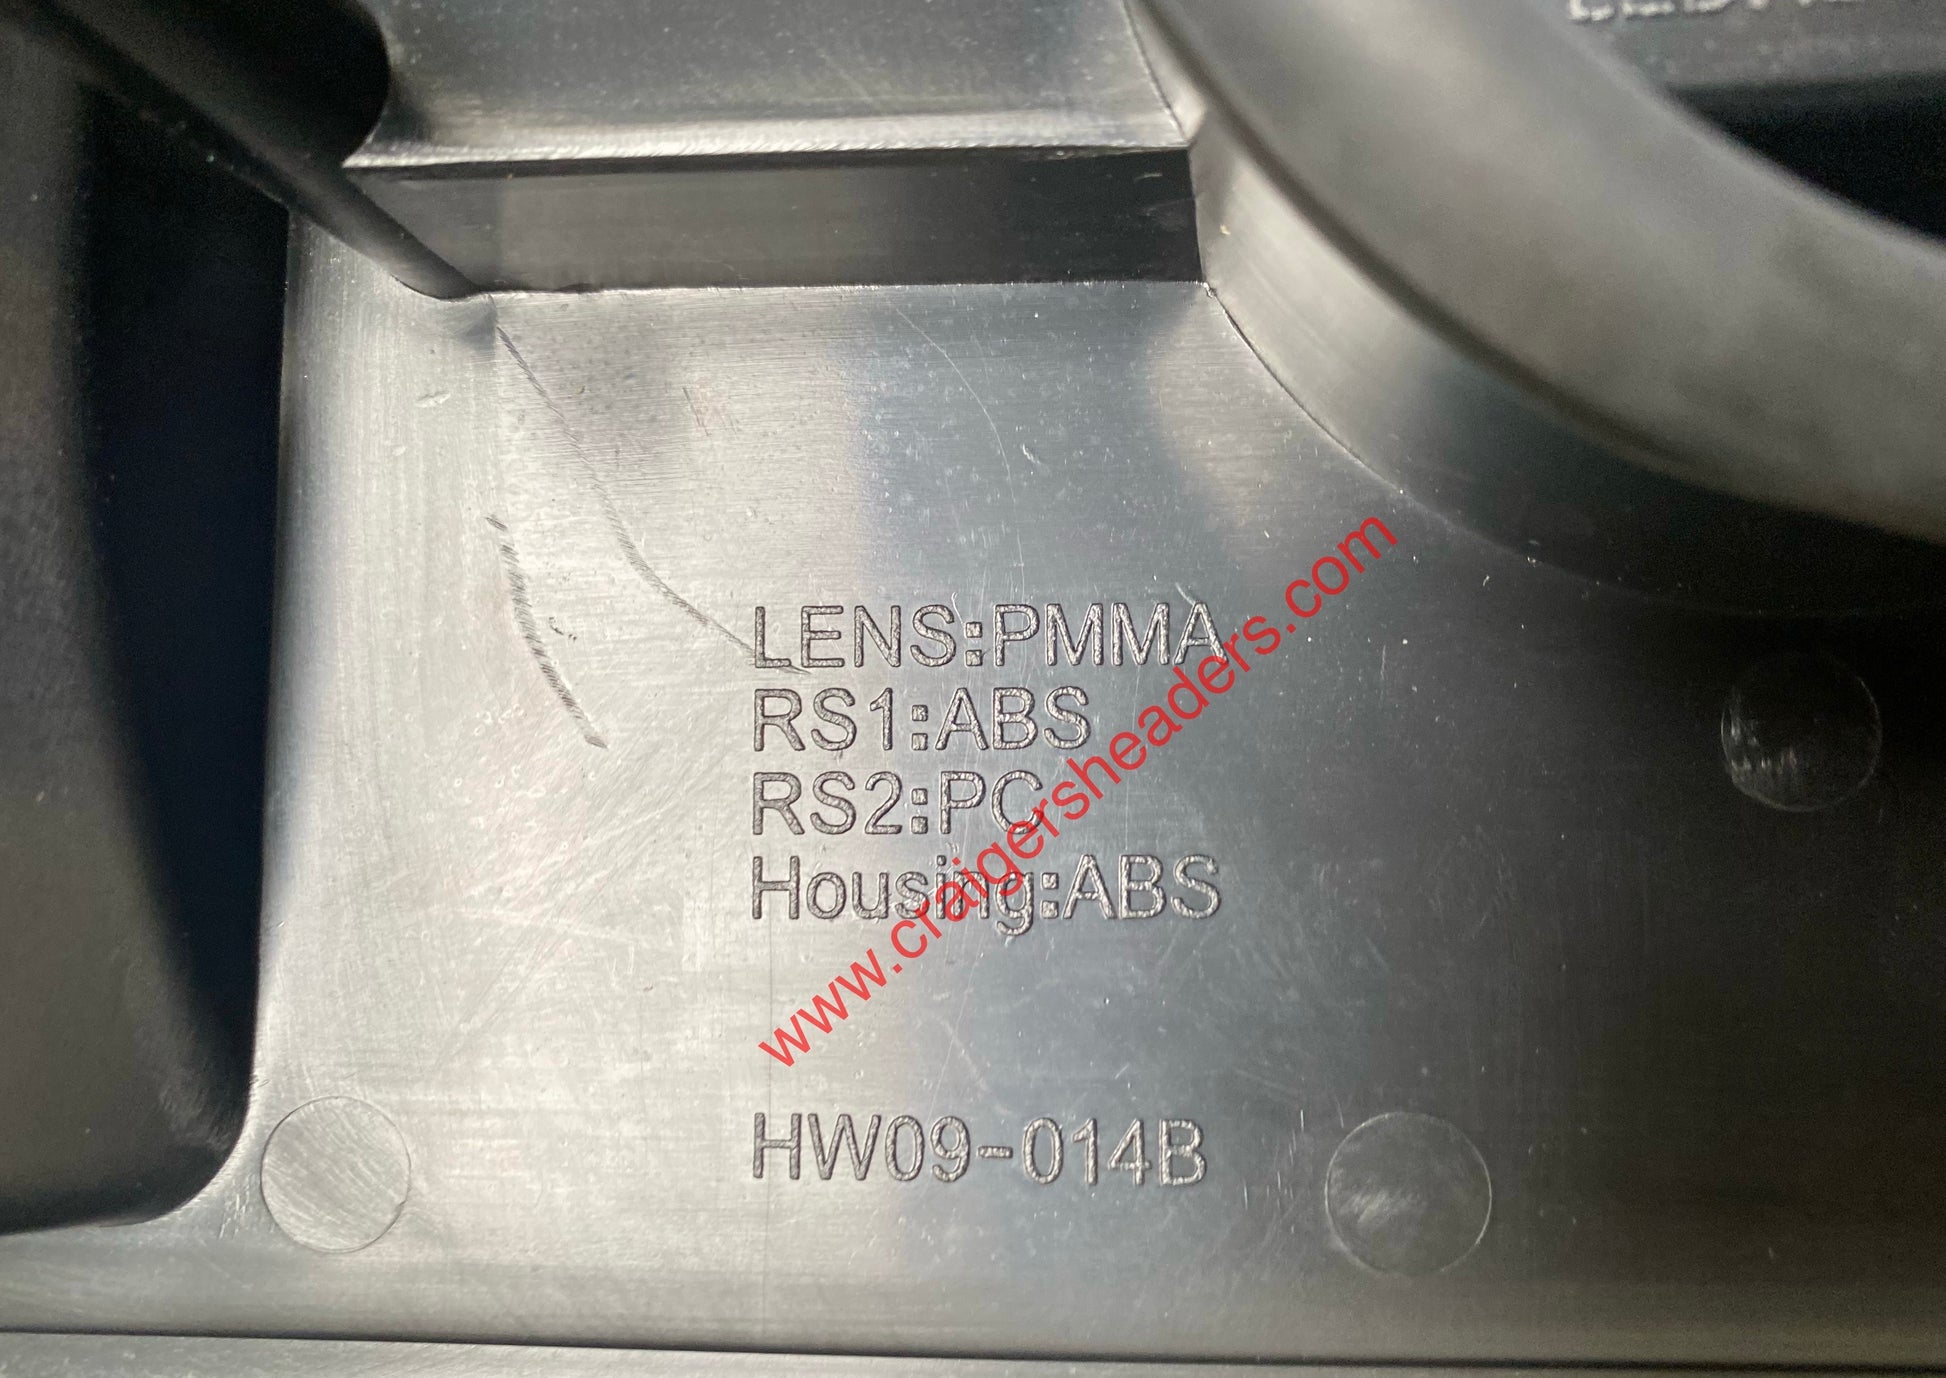 LENS:PMMA
RS1:ABS
RS2:PC
Housing:ABS
www.craigersheaders.com
HW09-014B